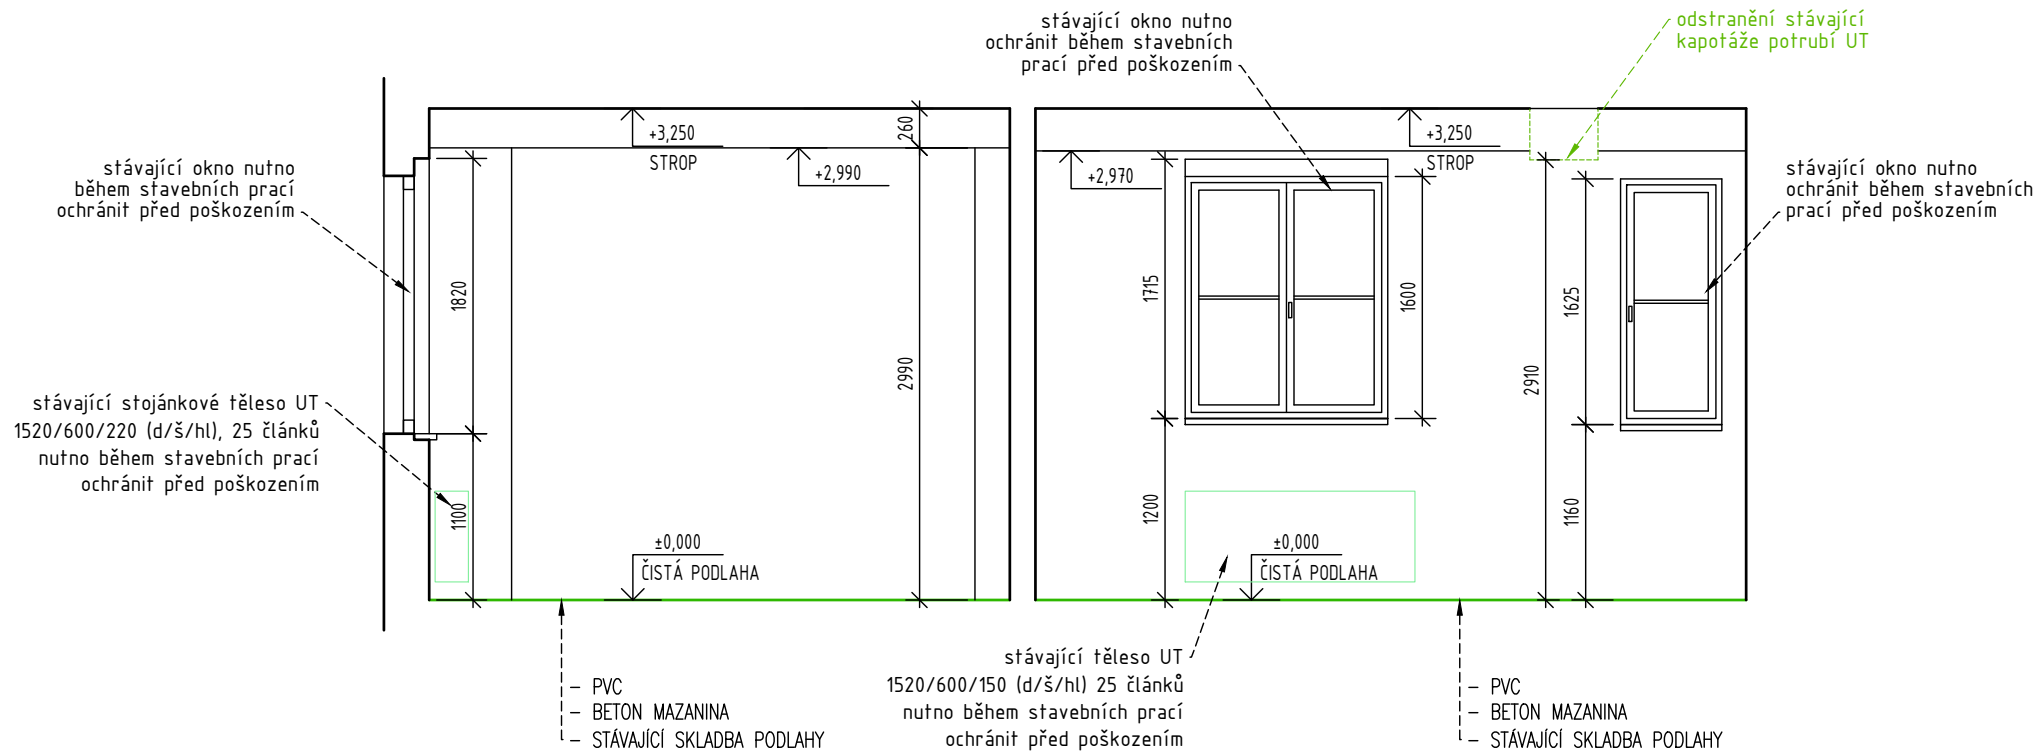 stávající okno nutno
během stavebních prací
ochránit před poškozením
stávající stojánkové těleso UT
1520/600/220 (d/š/hl), 25 článků
nutno během stavebních prací
ochránit před poškozením
+3,250
STROP
+2,990
260
1820
2990
1100
±0,000
ČISTÁ PODLAHA
– PVC
– BETON MAZANINA
– STÁVAJÍCÍ SKLADBA PODLAHY
stávající okno nutno
ochránit během stavebních
prací před poškozením
odstranění stávající
kapotáže potrubí UT
+3,250
STROP
+2,970
1715
1600
2910
1625
1200
1160
stávající okno nutno
ochránit během stavebních
prací před poškozením
±0,000
ČISTÁ PODLAHA
stávající těleso UT
1520/600/150 (d/š/hl) 25 článků
nutno během stavebních prací
ochránit před poškozením
– PVC
– BETON MAZANINA
– STÁVAJÍCÍ SKLADBA PODLAHY